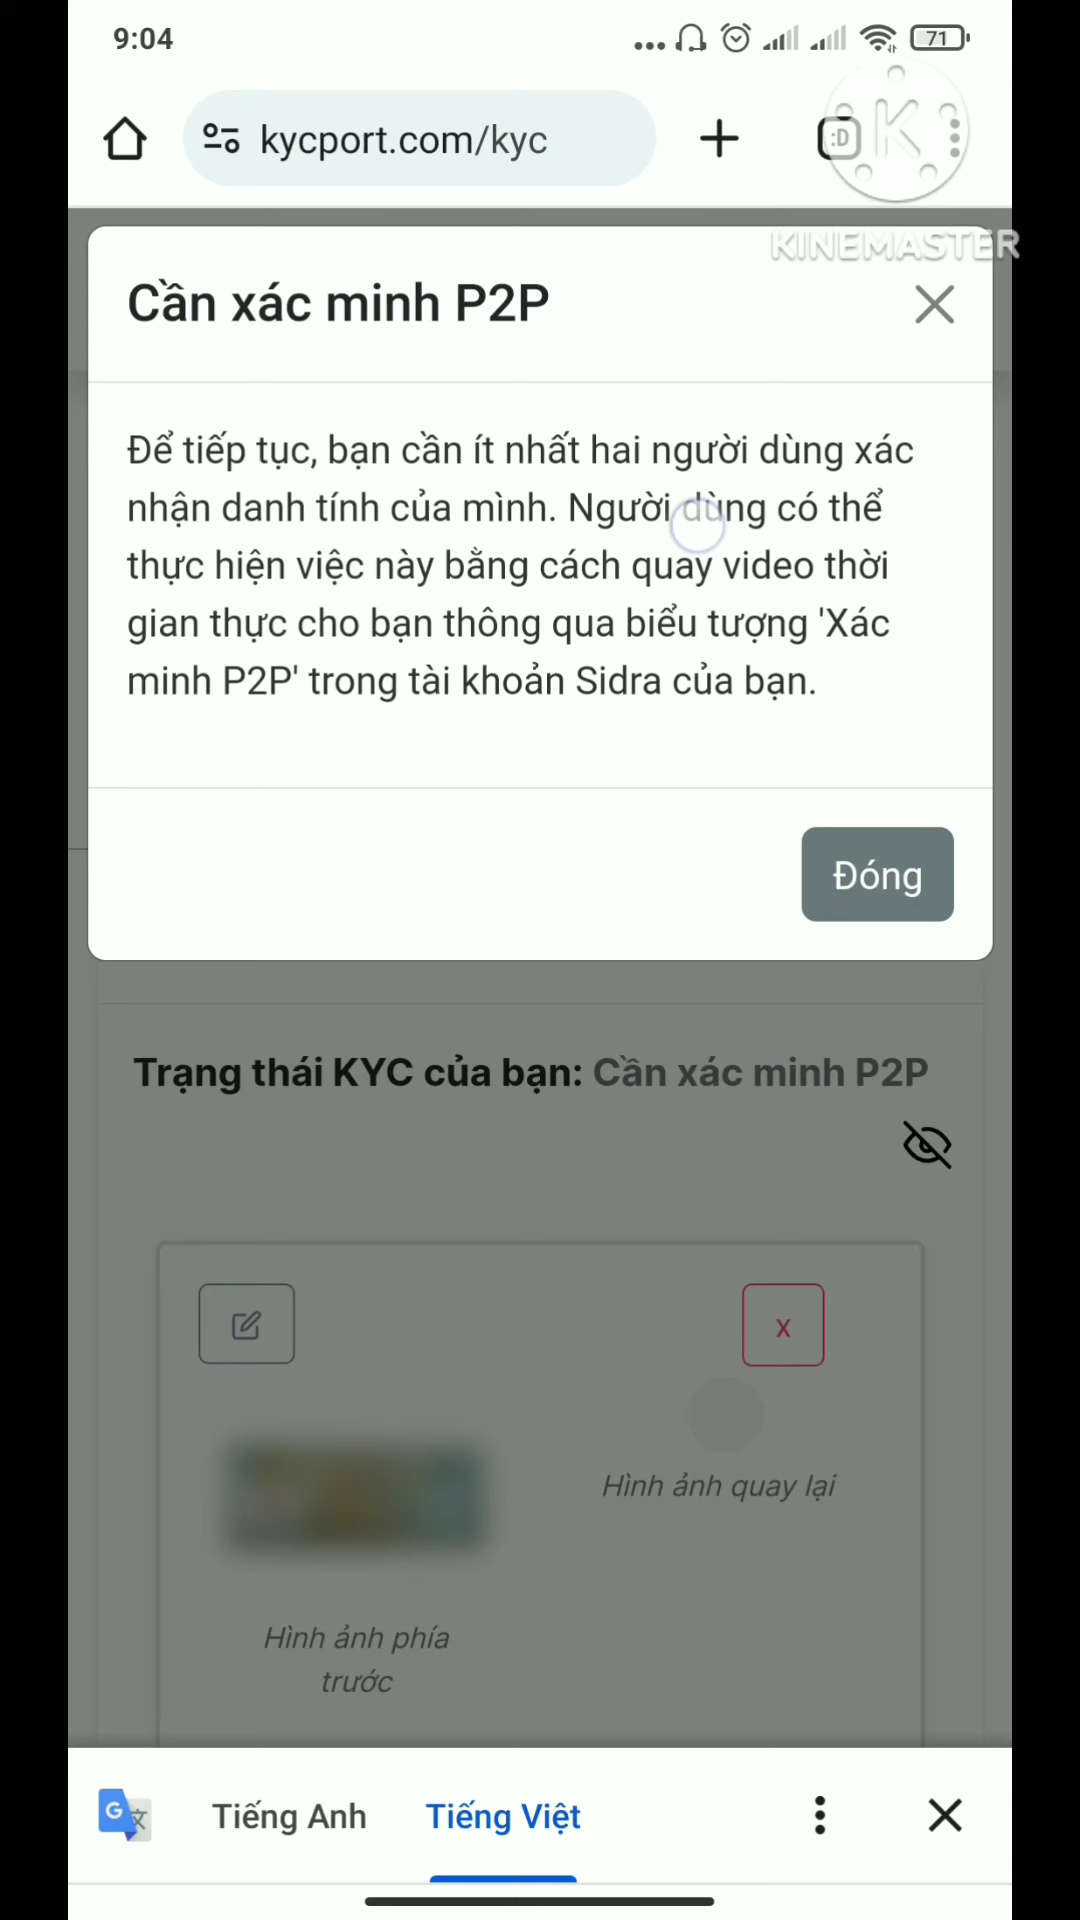 9:04
71
kycport.com/kyc
:D
K
KINEMASTER
Cần xác minh P2P
Để tiếp tục, bạn cần ít nhất hai người dùng xác
nhận danh tính của mình. Người dùng có thể
thực hiện việc này bằng cách quay video thời
gian thực cho bạn thông qua biểu tượng 'Xác
minh P2P' trong tài khoản Sidra của bạn.
Đóng
Trạng thái KYC của bạn: Cần xác minh P2P
x
Hình ảnh quay lại
Hình ảnh phía
trước
G 文
Tiếng Anh Tiếng Việt